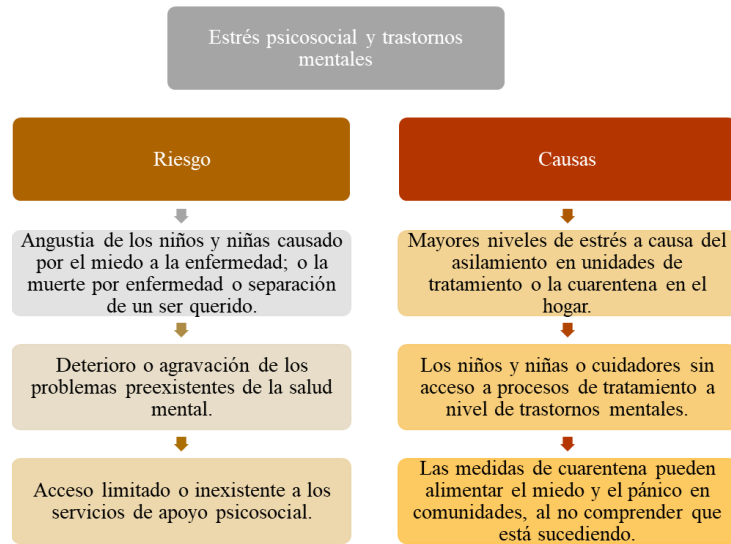 Estrés psicosocial y trastornos
mentales
Riesgo
Angustia de los niños y niñas causado
por el miedo a la enfermedad; o la
muerte por enfermedad o separación
de un ser querido.
Deterioro o agravación de los
problemas preexistentes de la salud
mental.
Acceso limitado o inexistente a los
servicios de apoyo psicosocial.
Causas
Mayores niveles de estrés a causa del
asilamiento en unidades de
tratamiento o la cuarentena en el
hogar.
Los niños y niñas o cuidadores sin
acceso a procesos de tratamiento a
nivel de trastornos mentales.
Las medidas de cuarentena pueden
alimentar el miedo y el pánico en
comunidades, al no comprender que
está sucediendo.